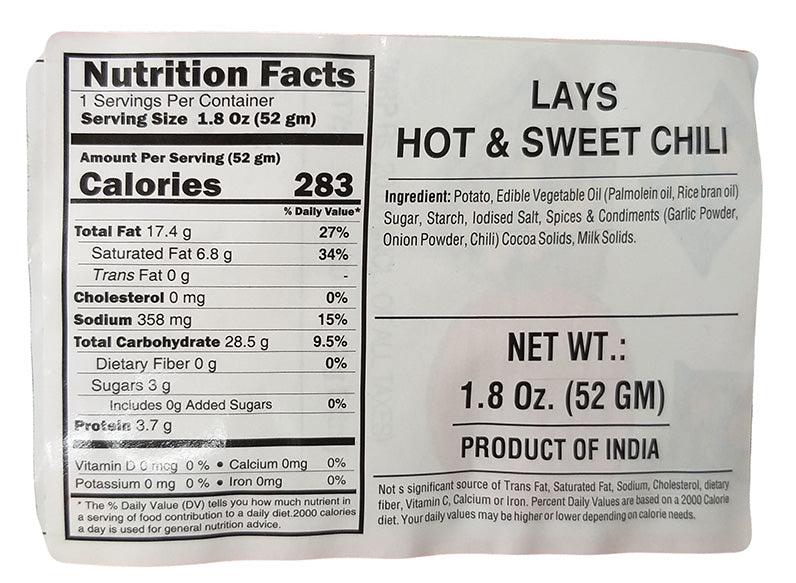 Nutrition Facts
1 Servings Per Container
Serving Size 1.8 Oz (52 gm)
Amount Per Serving (52 gm)
Calories 283
% Daily Value*
Total Fat 17.4 g 27%
Saturated Fat 6.8 g 34%
Trans Fat 0 g -
Cholesterol 0 mg 0%
Sodium 358 mg 15%
Total Carbohydrate 28.5 g 9.5%
Dietary Fiber 0 g 0%
Sugars 3 g
Includes 0g Added Sugars 0%
Protein 3.7 g
Vitamin D 0 mcg 0 % • Calcium 0mg 0%
Potassium 0 mg 0 % • Iron 0mg 0%
* The % Daily Value (DV) tells you how much nutrient in
a serving of food contribution to a daily diet.2000 calories
a day is used for general nutrition advice.
LAYS
HOT & SWEET CHILI
Ingredient: Potato, Edible Vegetable Oil (Palmolein oil, Rice bran oil)
Sugar, Starch, Iodised Salt, Spices & Condiments (Garlic Powder,
Onion Powder, Chili) Cocoa Solids, Milk Solids.
NET WT.:
1.8 Oz. (52 GM)
PRODUCT OF INDIA
Not s significant source of Trans Fat, Saturated Fat, Sodium, Cholesterol, dietary
fiber, Vitamin C, Calcium or Iron. Percent Daily Values are based on a 2000 Calorie
diet. Your daily values may be higher or lower depending on calorie needs.